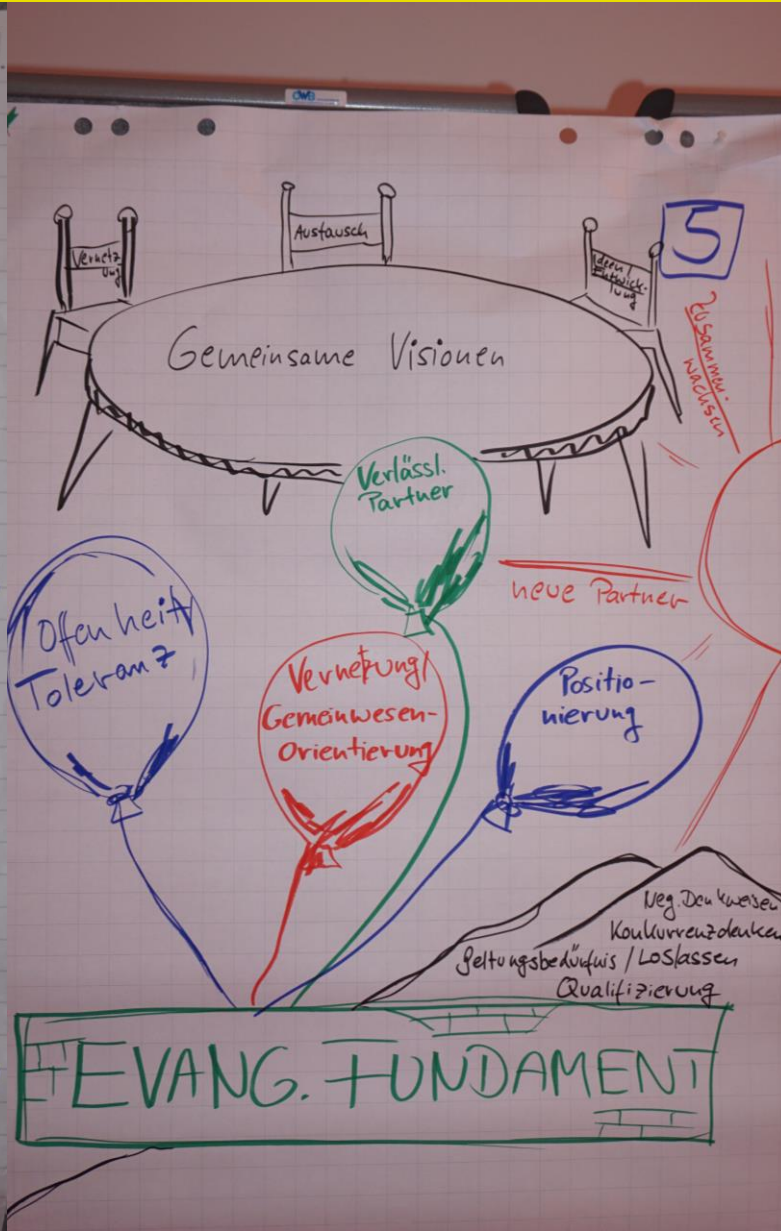 Vernetz
ung
Austausch
Ideen/
Entwick-
lung
5
Gemeinsame Visionen
Zusammen-
wachsen
Verlässl.
Partner
neue Partner
Offenheit/
Toleranz
Vernetzung/
Gemeinwesen-
Orientierung
Positio-
nierung
Neg. Denkweisen
Konkurrenzdenken
Geltungsbedürfnis / Loslassen
Qualifizierung
EVANG. FUNDAMENT